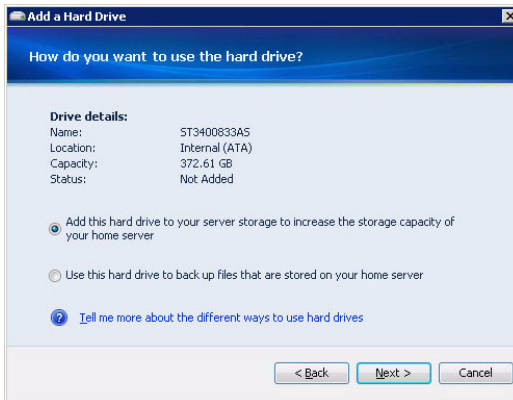 Add a Hard Drive
How do you want to use the hard drive?
Drive details:
Name: ST3400833AS
Location: Internal (ATA)
Capacity: 372.61 GB
Status: Not Added
Add this hard drive to your server storage to increase the storage capacity of
your home server
Use this hard drive to back up files that are stored on your home server
Tell me more about the different ways to use hard drives
< Back Next > Cancel